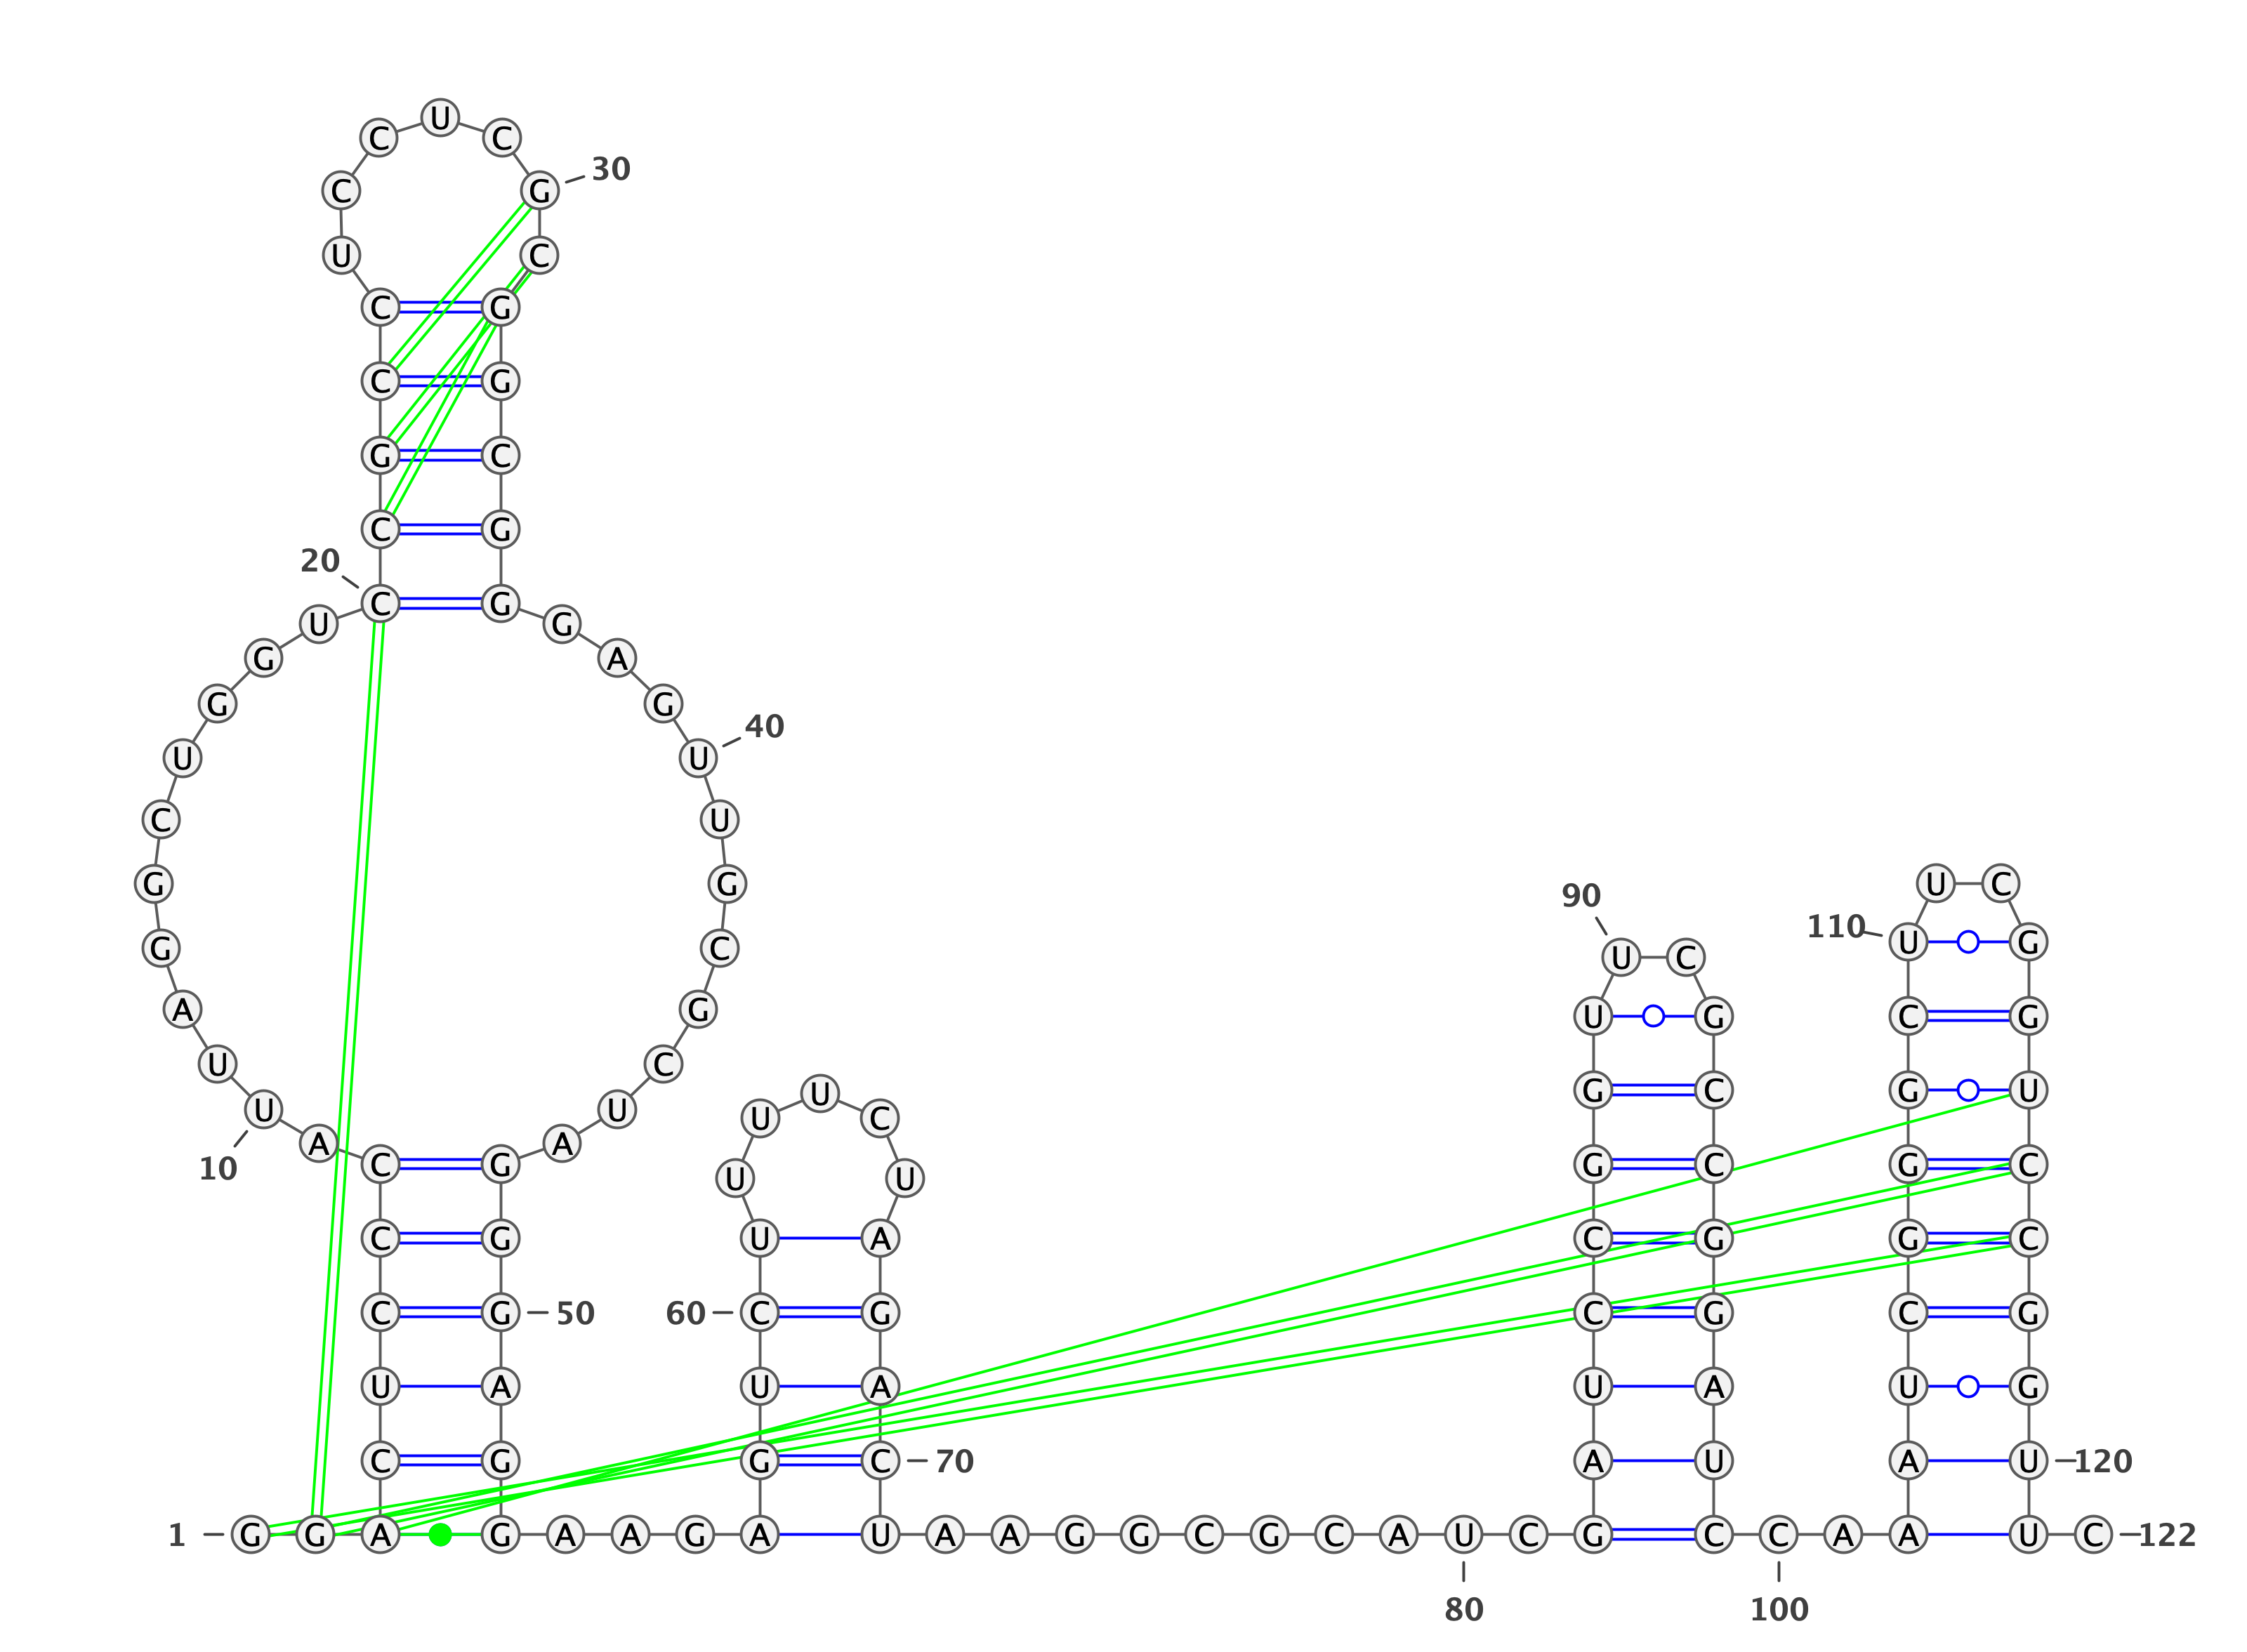 U
C C
30
C G
U C
C G
C G
G C
C G
20
C G
U G
G A
G G
40
U U
C U
G G U C
90
110 U G
G C U C
A G U G C G
U C
G C G U
U
U U U C
A A
C G G C G C
10
U U
C G U A C G G C
C G 50 60 C G C G C G
U A U A U A U G
C G G C 70 A U A U 120
1 G G A G A A G A U A A G G C G C A U C G C C A A U C 122
80 100